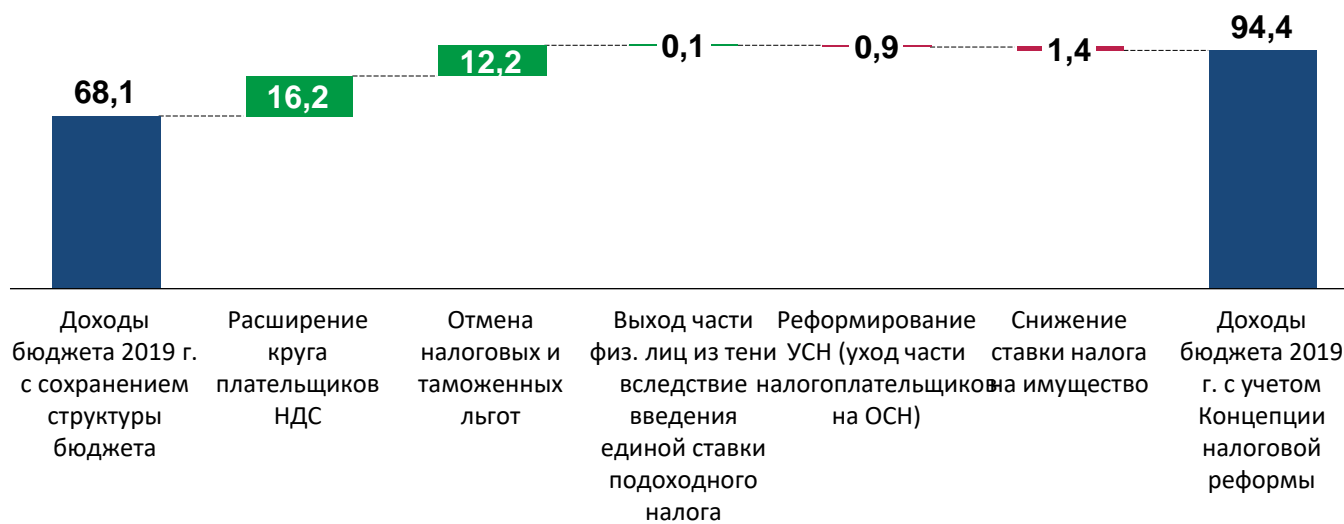 68,1
16,2
12,2
0,1
0,9
1,4
94,4
Доходы
бюджета 2019 г.
с сохранением
структуры
бюджета
Расширение
круга
плательщиков
НДС
Отмена
налоговых и
таможенных
льгот
Выход части
физ. лиц из тени
вследствие
введения
единой ставки
подоходного
налога
Реформирование
УСН (уход части
налогоплательщиков
на ОСН)
Снижение
ставки налога
на имущество
Доходы
бюджета 2019
г. с учетом
Концепции
налоговой
реформы